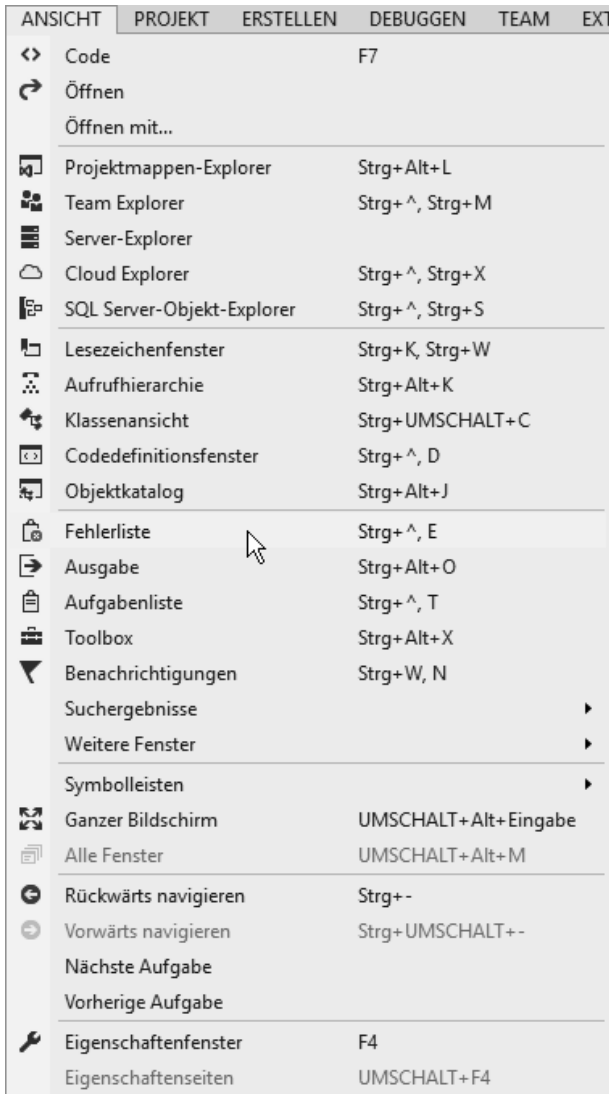 ANSICHT PROJEKT ERSTELLEN DEBUGGEN TEAM EXT
Code F7
Öffnen
Öffnen mit...
Projektmappen-Explorer Strg+Alt+L
Team Explorer Strg+^, Strg+M
Server-Explorer
Cloud Explorer Strg+^, Strg+X
SQL Server-Objekt-Explorer Strg+^, Strg+S
Lesezeichenfenster Strg+K, Strg+W
Aufrufhierarchie Strg+Alt+K
Klassenansicht Strg+UMSCHALT+C
Codedefinitionsfenster Strg+^, D
Objektkatalog Strg+Alt+J
Fehlerliste Strg+^, E
Ausgabe Strg+Alt+O
Aufgabenliste Strg+^, T
Toolbox Strg+Alt+X
Benachrichtigungen Strg+W, N
Suchergebnisse
Weitere Fenster
Symbolleisten
Ganzer Bildschirm UMSCHALT+Alt+Eingabe
Alle Fenster UMSCHALT+Alt+M
Rückwärts navigieren Strg+-
Vorwärts navigieren Strg+UMSCHALT+-
Nächste Aufgabe
Vorherige Aufgabe
Eigenschaftenfenster F4
Eigenschaftenseiten UMSCHALT+F4